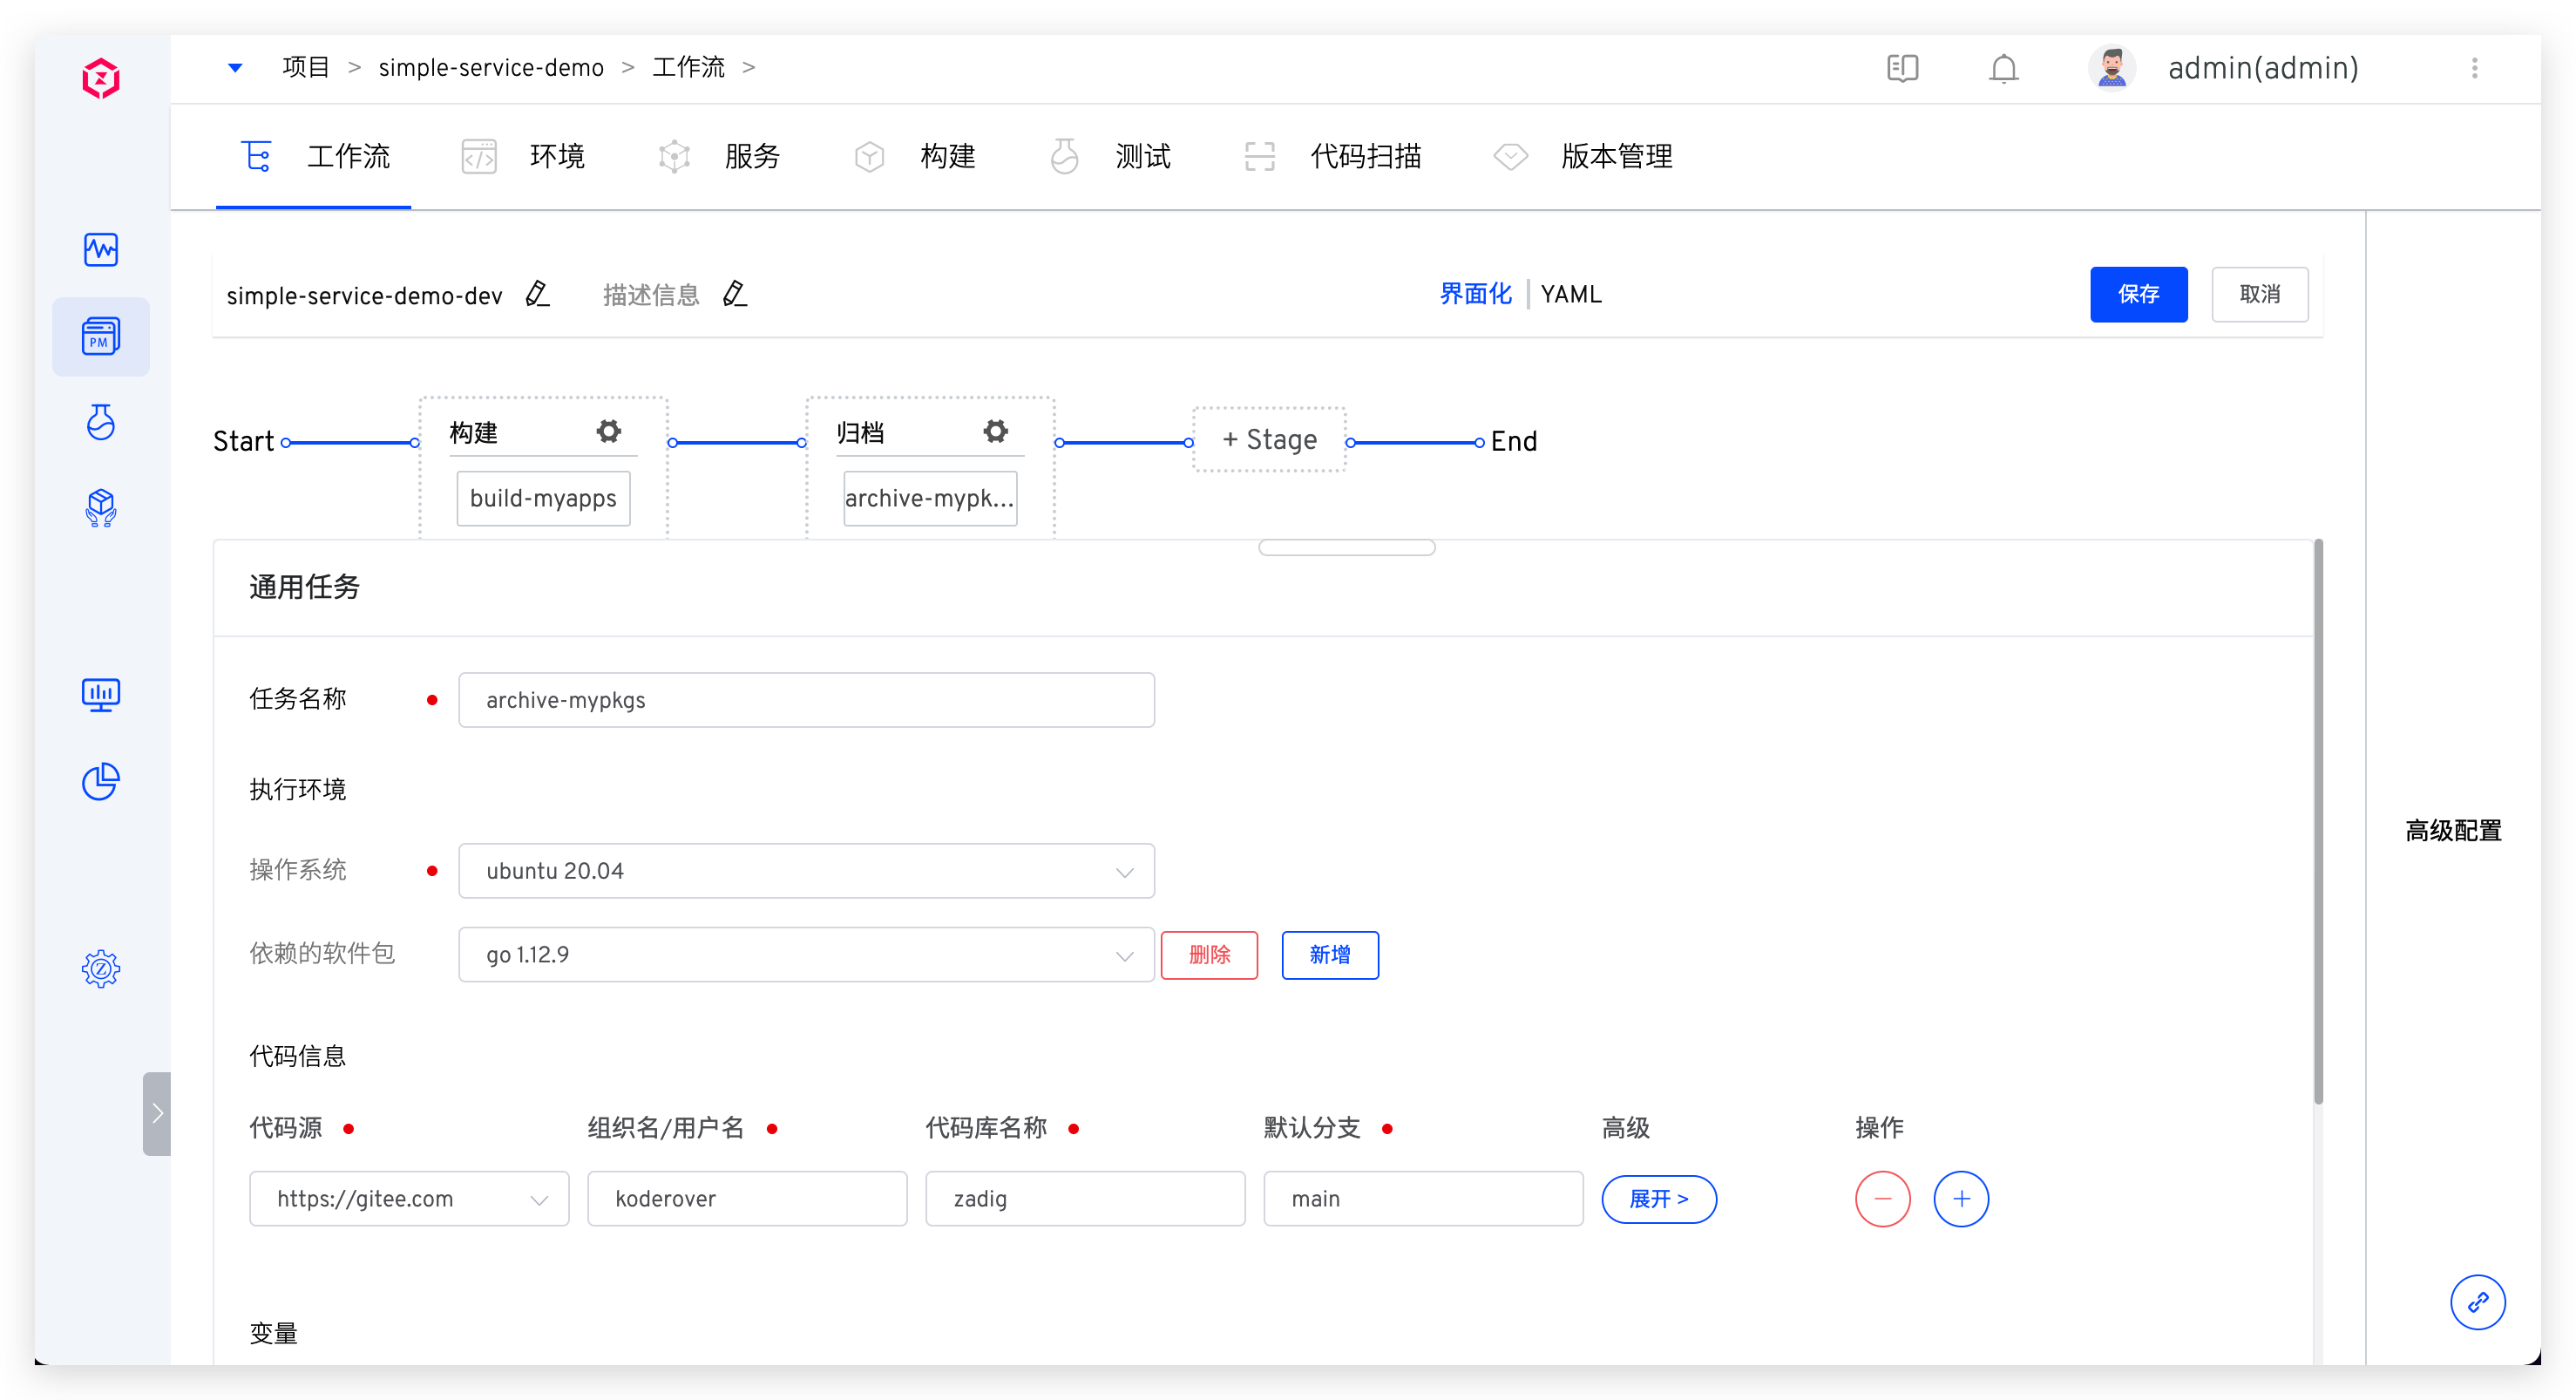 项目 > simple-service-demo > 工作流 >
admin(admin)
工作流 环境 服务 构建 测试 代码扫描 版本管理
simple-service-demo-dev 描述信息 界面化 | YAML 保存 取消
Start 构建 归档 + Stage End
build-myapps archive-mypk...
通用任务
任务名称 archive-mypkgs
执行环境
高级配置
操作系统 ubuntu 20.04
依赖的软件包 go 1.12.9 删除 新增
代码信息
代码源 组织名/用户名 代码库名称 默认分支 高级 操作
https://gitee.com koderover zadig main 展开 >
变量
PM